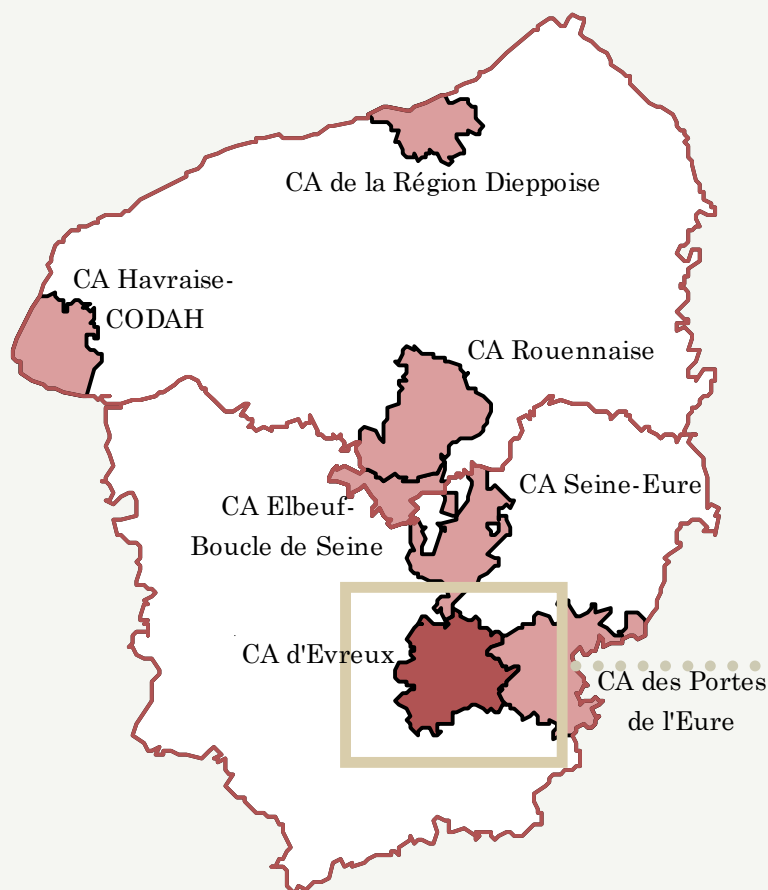 CA de la Région Dieppoise
CA Havraise-
CODAH
CA Rouennaise
CA Seine-Eure
CA Elbeuf-
Boucle de Seine
CA d'Evreux
CA des Portes
de l'Eure